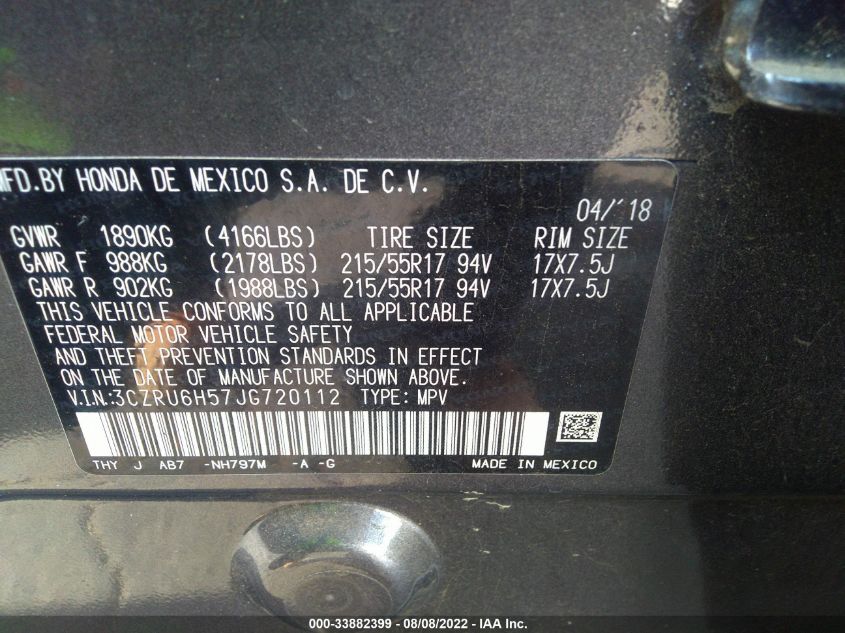 MFD.BY HONDA DE MEXICO S.A. DE C.V.
04/'18
GVWR 1890KG (4166LBS) TIRE SIZE RIM SIZE
GAWR F 988KG (2178LBS) 215/55R17 94V 17X7.5J
GAWR R 902KG (1988LBS) 215/55R17 94V 17X7.5J
THIS VEHICLE CONFORMS TO ALL APPLICABLE
FEDERAL MOTOR VEHICLE SAFETY
AND THEFT PREVENTION STANDARDS IN EFFECT
ON THE DATE OF MANUFACTURE SHOWN ABOVE.
V.I.N.:3CZRU6H57JG720112 TYPE: MPV
THY J AB7 -NH797M -A -G MADE IN MEXICO
000-33882399 - 08/08/2022 - IAA Inc.